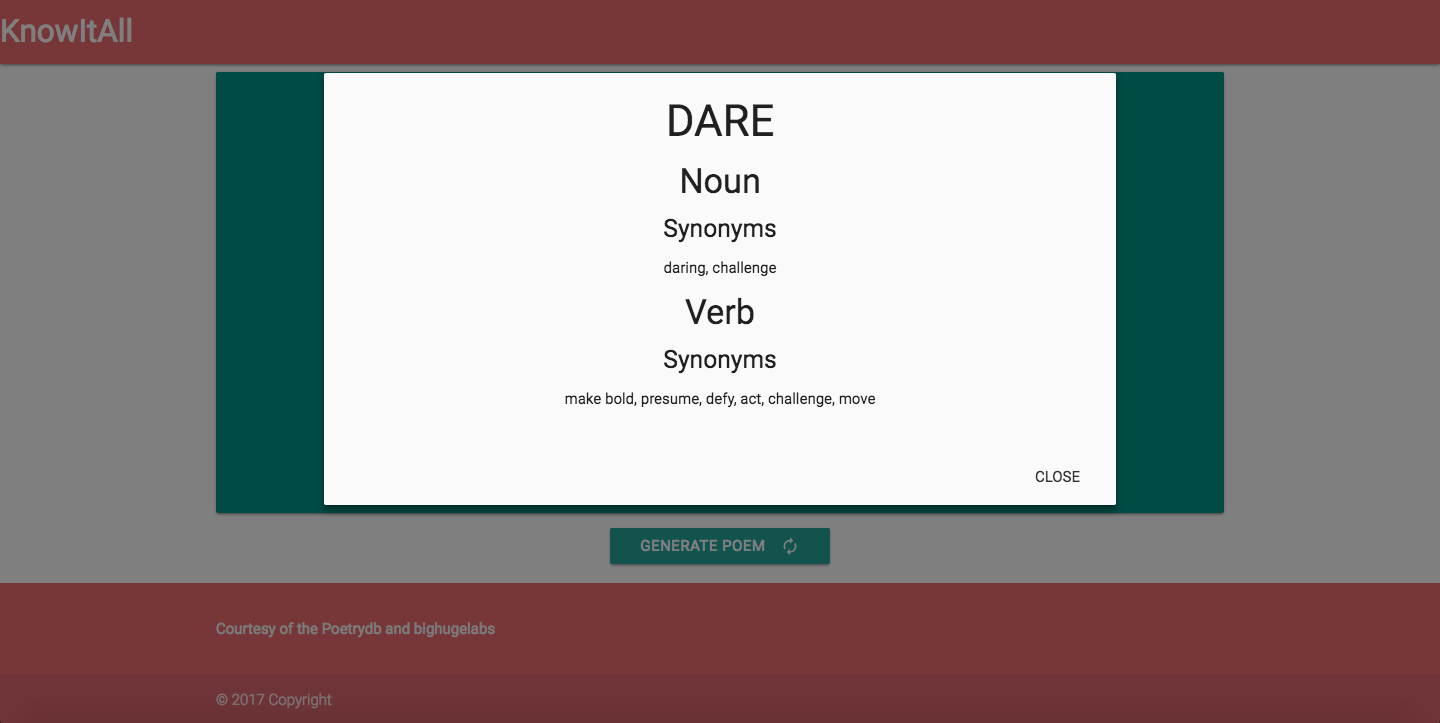 KnowItAll
DARE
Noun
Synonyms
daring, challenge
Verb
Synonyms
make bold, presume, defy, act, challenge, move
CLOSE
GENERATE POEM
Courtesy of the Poetrydb and bighugelabs
© 2017 Copyright